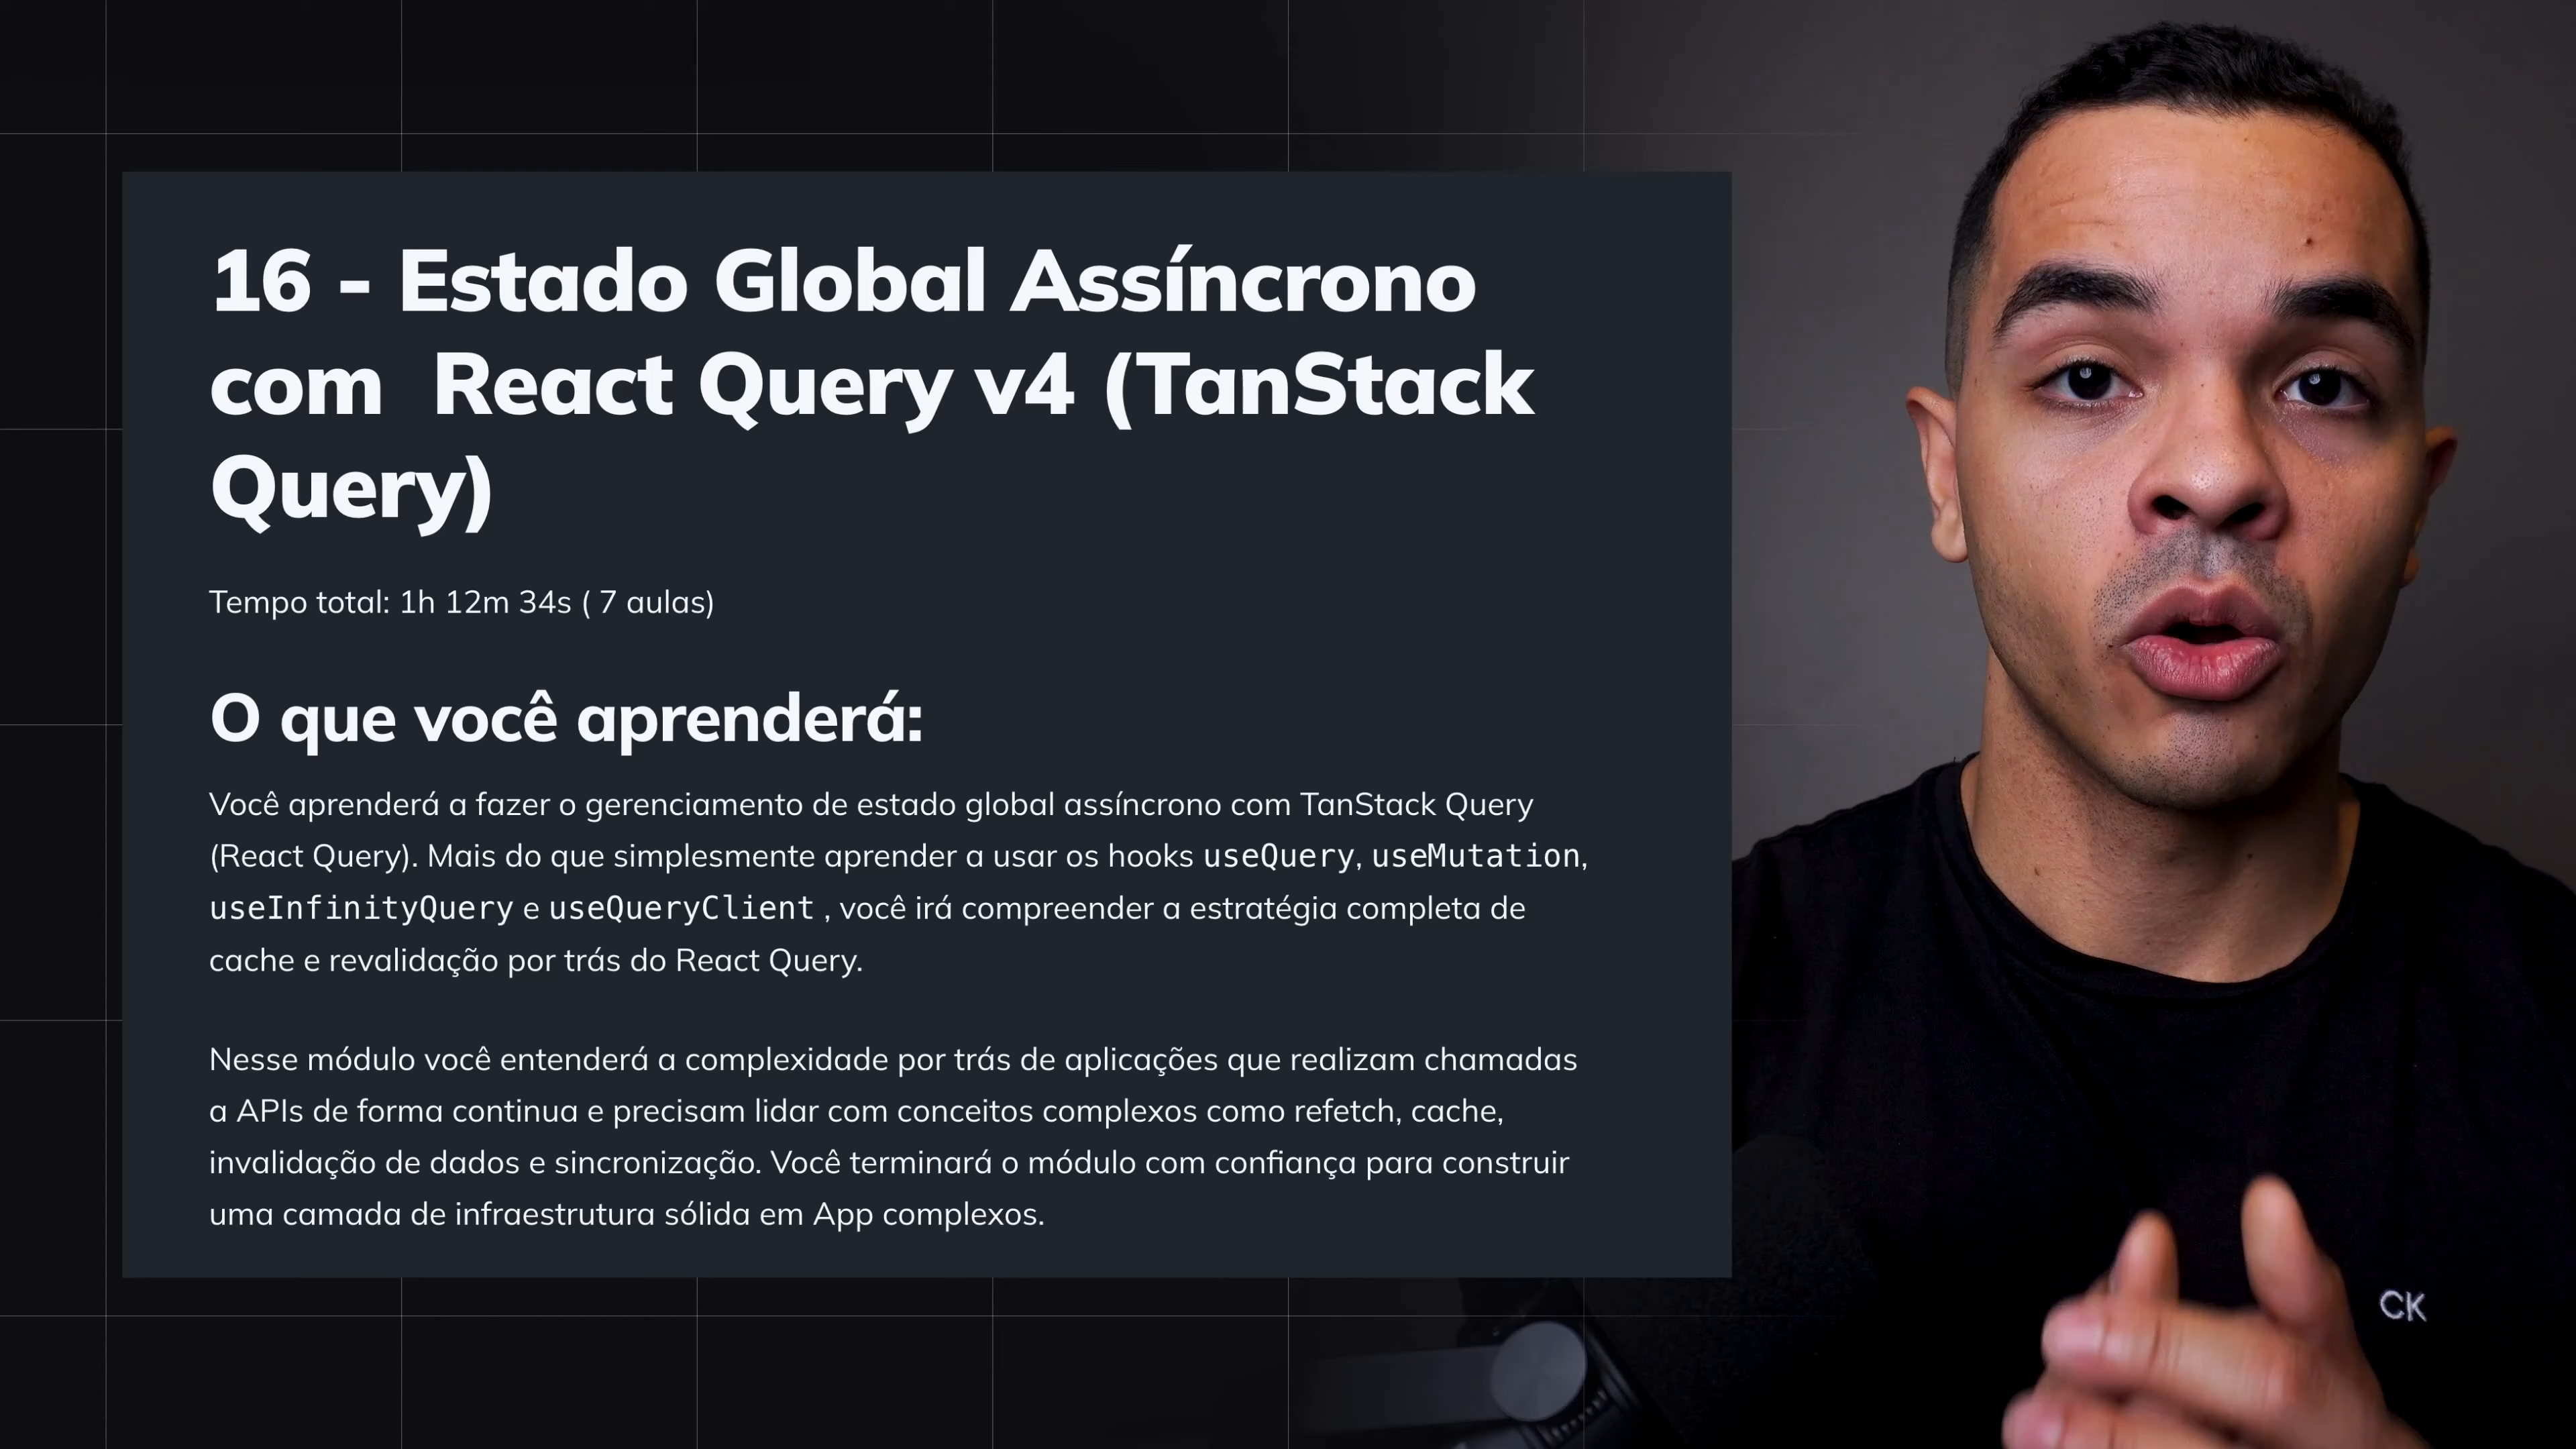 16 - Estado Global Assíncrono
com  React Query v4 (TanStack
Query)
Tempo total: 1h 12m 34s ( 7 aulas)
O que você aprenderá:
Você aprenderá a fazer o gerenciamento de estado global assíncrono com TanStack Query
(React Query). Mais do que simplesmente aprender a usar os hooks useQuery, useMutation,
useInfinityQuery e useQueryClient , você irá compreender a estratégia completa de
cache e revalidação por trás do React Query.
Nesse módulo você entenderá a complexidade por trás de aplicações que realizam chamadas
a APIs de forma continua e precisam lidar com conceitos complexos como refetch, cache,
invalidação de dados e sincronização. Você terminará o módulo com confiança para construir
uma camada de infraestrutura sólida em App complexos.
CK